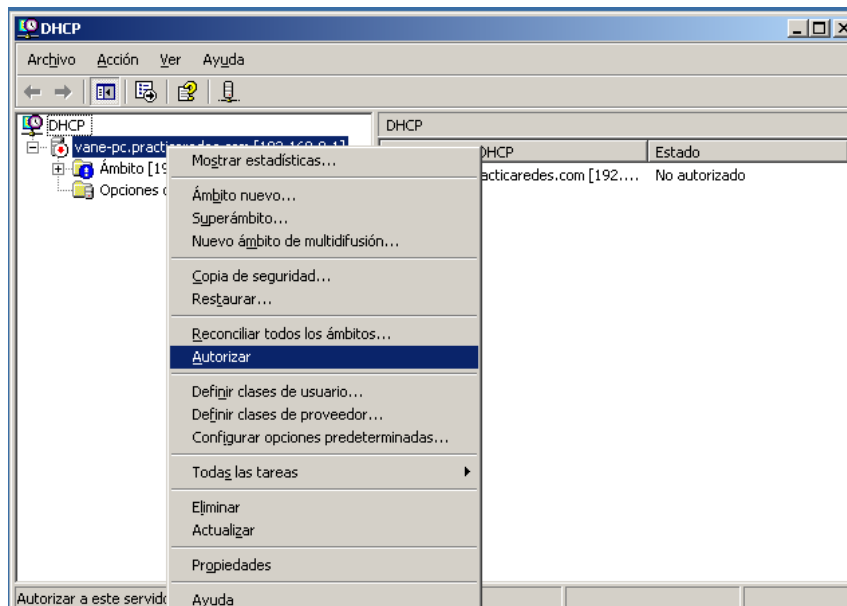 DHCP
Archivo Acción Ver Ayuda
DHCP
vane-pc.practicaredes.com [192.168.0.1]
Ámbito [19
Opciones
DHCP
DHCP Estado
acticaredes.com [192.... No autorizado
Mostrar estadísticas...
Ámbito nuevo...
Superámbito...
Nuevo ámbito de multidifusión...
Copia de seguridad...
Restaurar...
Reconciliar todos los ámbitos...
Autorizar
Definir clases de usuario...
Definir clases de proveedor...
Configurar opciones predeterminadas...
Todas las tareas
Eliminar
Actualizar
Propiedades
Ayuda
Autorizar a este servido